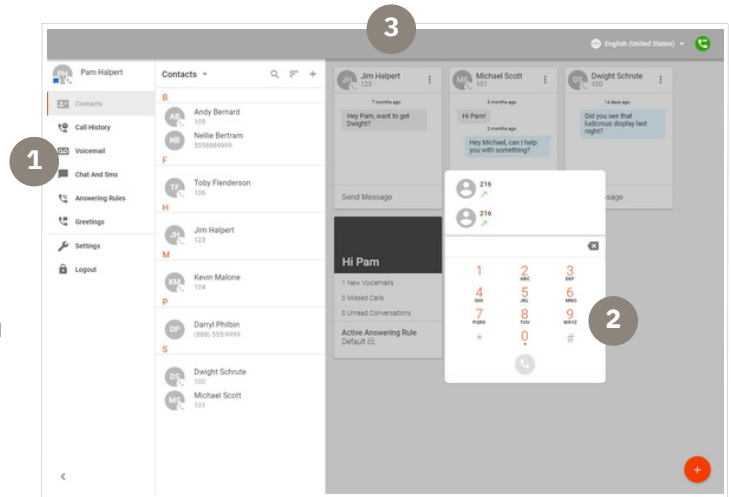 3
English (United States)
PH
Pam Halpert
Contacts
Call History
1
Voicemail
Chat And Sms
Answering Rules
Greetings
Settings
Logout
Contacts
B
AB
Andy Bernard
105
NB
Nellie Bertram
5558889999
F
TF
Toby Flenderson
106
H
JH
Jim Halpert
123
M
KM
Kevin Malone
104
P
DP
Darryl Philbin
(888) 555-9999
S
DS
Dwight Schrute
100
MS
Michael Scott
101
JH
Jim Halpert
123
7 months ago
Hey Pam, want to get
Dwight?
Send Message
MS
Michael Scott
101
Hi Pam!
2 months ago
Hey Michael, can I help
you with something?
DS
Dwight Schrute
100
14 days ago
Did you see that
ludicrous display last
night?
Hi Pam
1 New Voicemails
0 Missed Calls
0 Unread Conversations
Active Answering Rule
Default
216
216
1 2 ABC 3 DEF
4 GHI 5 JKL 6 MNO
7 PQRS 8 TUV 9 WXYZ
* 0 #
2